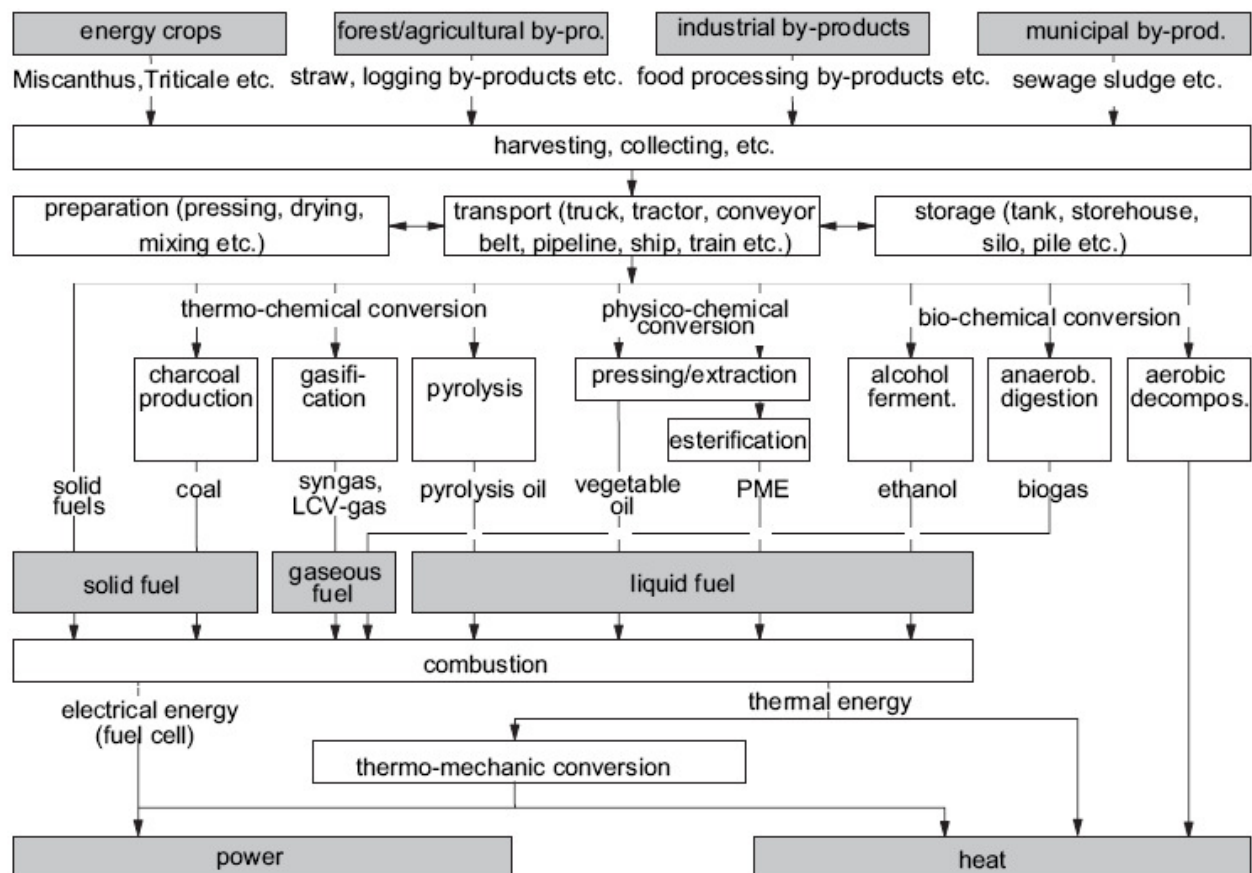 energy crops
forest/agricultural by-pro.
industrial by-products
municipal by-prod.
Miscanthus, Triticale etc.
straw, logging by-products etc.
food processing by-products etc.
sewage sludge etc.
harvesting, collecting, etc.
preparation (pressing, drying,
mixing etc.)
transport (truck, tractor, conveyor
belt, pipeline, ship, train etc.)
storage (tank, storehouse,
silo, pile etc.)
thermo-chemical conversion
physico-chemical
conversion
bio-chemical conversion
charcoal
production
gasifi-
cation
pyrolysis
pressing/extraction
alcohol
ferment.
anaerob.
digestion
aerobic
decompos.
esterification
solid
fuels
coal
syngas,
LCV-gas
pyrolysis oil
vegetable
oil
PME
ethanol
biogas
solid fuel
gaseous
fuel
liquid fuel
combustion
electrical energy
(fuel cell)
thermal energy
thermo-mechanic conversion
power
heat